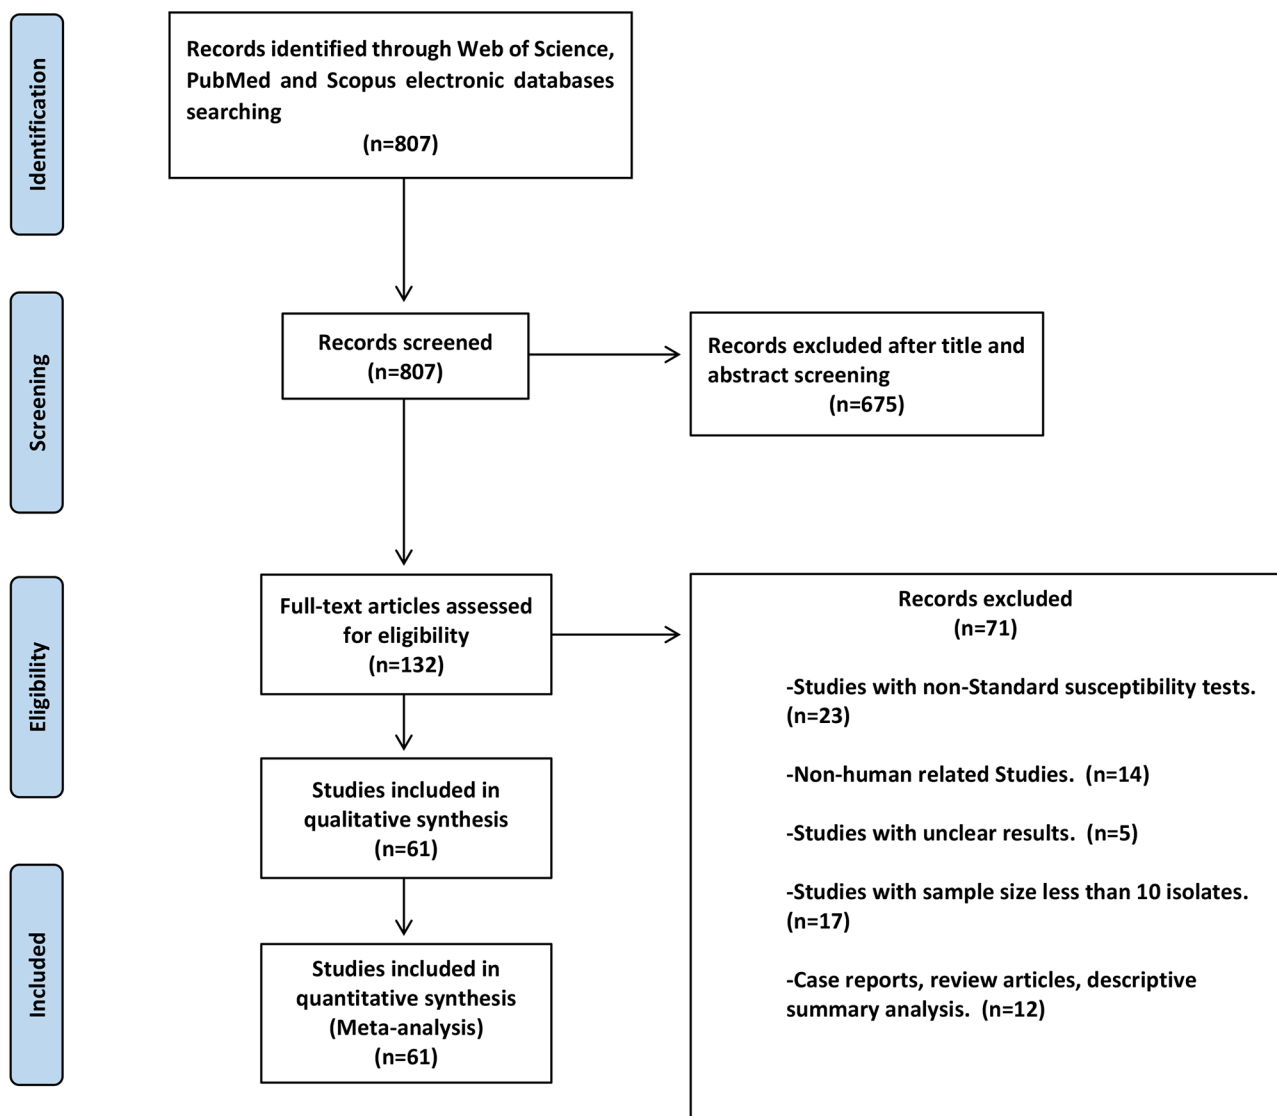 Identification
Records identified through Web of Science,
PubMed and Scopus electronic databases
searching
(n=807)
Screening
Records screened
(n=807)
Records excluded after title and
abstract screening
(n=675)
Eligibility
Full-text articles assessed
for eligibility
(n=132)
Records excluded
(n=71)
-Studies with non-Standard susceptibility tests.
(n=23)
-Non-human related Studies. (n=14)
-Studies with unclear results. (n=5)
-Studies with sample size less than 10 isolates.
(n=17)
-Case reports, review articles, descriptive
summary analysis. (n=12)
Studies included in
qualitative synthesis
(n=61)
Included
Studies included in
quantitative synthesis
(Meta-analysis)
(n=61)